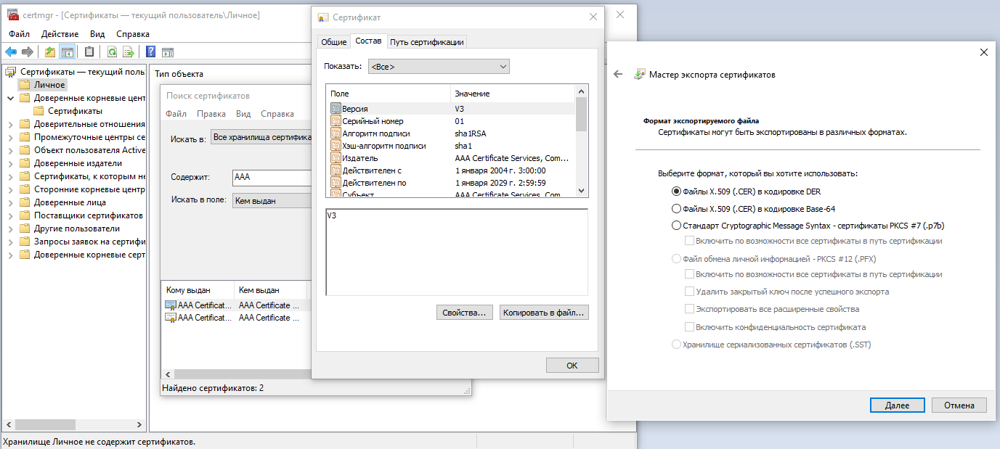 certmgr - [Сертификаты — текущий пользователь\Личное]
Файл Действие Вид Справка
Сертификаты — текущий поль
Личное
Доверенные корневые цент
Сертификаты
Доверительные отношения
Промежуточные центры се
Объект пользователя Active
Доверенные издатели
Сертификаты, к которым не
Сторонние корневые центр
Доверенные лица
Поставщики сертификатов
Другие пользователи
Запросы заявок на сертифи
Доверенные корневые серт
Хранилище Личное не содержит сертификатов.
Тип объекта
Поиск сертификатов
Файл Правка Вид Справка
Искать в: Все хранилища сертифика
Содержит: AAA
Искать в поле: Кем выдан
Кому выдан Кем выдан
AAA Certificat... AAA Certificate ...
AAA Certificat... AAA Certificate ...
Найдено сертификатов: 2
Сертификат
Общие Состав Путь сертификации
Показать: <Все>
Поле Значение
Версия V3
Серийный номер 01
Алгоритм подписи sha1RSA
Хэш-алгоритм подписи sha1
Издатель AAA Certificate Services, Com...
Действителен с 1 января 2004 г. 3:00:00
Действителен по 1 января 2029 г. 2:59:59
Субъект AAA Certificate Services, Com...
V3
Свойства... Копировать в файл...
OK
Мастер экспорта сертификатов
Формат экспортируемого файла
Сертификаты могут быть экспортированы в различных форматах.
Выберите формат, который вы хотите использовать:
Файлы X.509 (.CER) в кодировке DER
Файлы X.509 (.CER) в кодировке Base-64
Стандарт Cryptographic Message Syntax - сертификаты PKCS #7 (.p7b)
Включить по возможности все сертификаты в путь сертификации
Файл обмена личной информацией - PKCS #12 (.PFX)
Включить по возможности все сертификаты в путь сертификации
Удалить закрытый ключ после успешного экспорта
Экспортировать все расширенные свойства
Включить конфиденциальность сертификата
Хранилище сериализованных сертификатов (.SST)
Далее Отмена